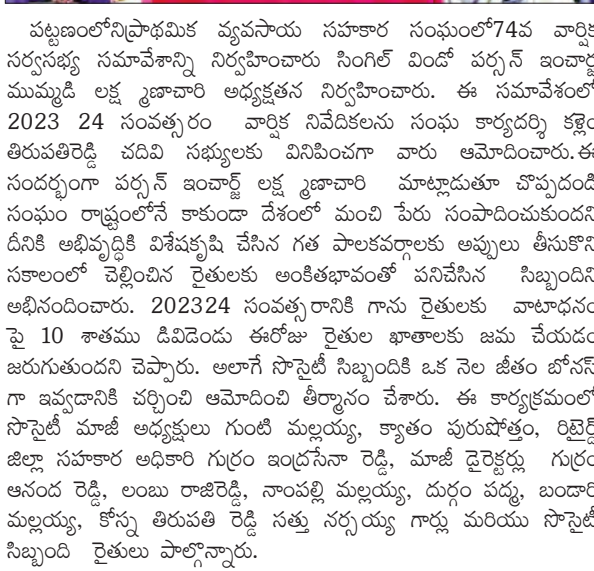 పట్టణంలోనిప్రాథమిక వ్యవసాయ సహకార సంఘంలో74వ వార్షిక
సర్వసభ్య సమావేశాన్ని నిర్వహించారు సింగిల్ విండో పర్సన్ ఇంచార్జ
ముమ్మడి లక్ష ్మణాచారి అధ్యక్షతన నిర్వహించారు. ఈ సమావేశంలో
2023 24 సంవత్సరం వార్షిక నివేదికలను సంఘ కార్యదర్శి కళ్లెం
తిరుపతిరెడ్డి చదివి సభ్యులకు వినిపించగా వారు ఆమోదించారు.ఈ
సందర్భంగా పర్సన్ ఇంచార్జ్ లక్ష ్మణాచారి మాట్లాడుతూ చొప్పదండి
సంఘం రాష్ట్రంలోనే కాకుండా దేశంలో మంచి పేరు సంపాదించుకుందని
దీనికి అభివృద్ధికి విశేషకృషి చేసిన గత పాలకవర్గాలకు అప్పులు తీసుకొని
సకాలంలో చెల్లించిన రైతులకు అంకితభావంతో పనిచేసిన సిబ్బందిని
అభినందించారు. 202324 సంవత్సరానికి గాను రైతులకు వాటాధనం
పై 10 శాతము డివిడెండు ఈరోజు రైతుల ఖాతాలకు జమ చేయడం
జరుగుతుందని చెప్పారు. అలాగే సొసైటీ సిబ్బందికి ఒక నెల జీతం బోనస్
గా ఇవ్వడానికి చర్చించి ఆమోదించి తీర్మానం చేశారు. ఈ కార్యక్రమంలో
సొసైటీ మాజీ అధ్యక్షులు గుంటి మల్లయ్య, క్యాతం పురుషోత్తం, రిటైర్డ్
జిల్లా సహకార అధికారి గుర్రం ఇంద్రసేనా రెడ్డి, మాజీ డైరెక్టర్లు గుర్రం
ఆనంద రెడ్డి, లంబు రాజిరెడ్డి, నాంపల్లి మల్లయ్య, దుర్గం పద్మ, బండారి
మల్లయ్య, కోస్న తిరుపతి రెడ్డి సత్తు నర్సయ్య గార్లు మరియు సొసైటీ
సిబ్బంది రైతులు పాల్గొన్నారు.